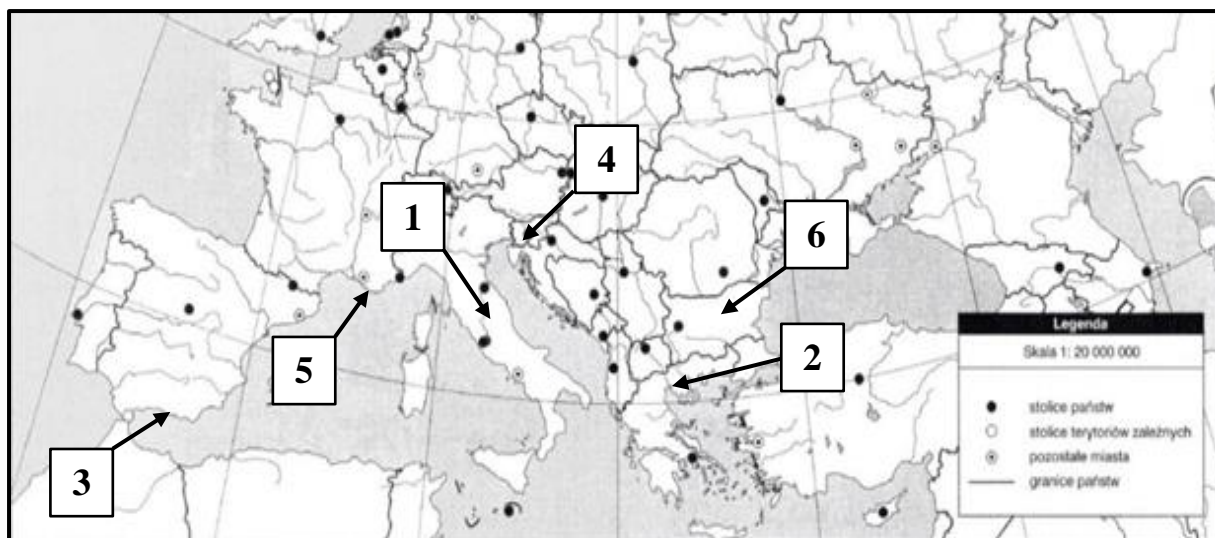 4
1
6
5
2
3
Legenda
Skala 1: 20 000 000
stolice państw
stolice terytoriów zależnych
pozostałe miasta
granice państw